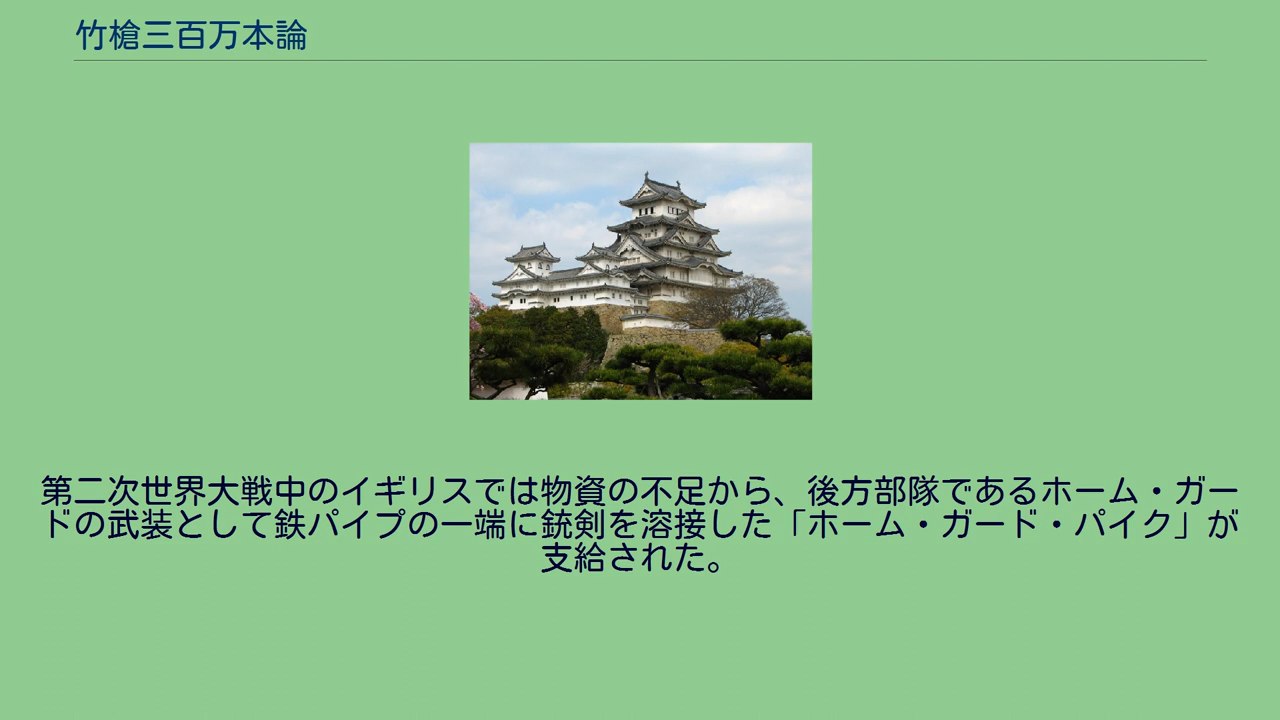 竹槍三百万本論
第二次世界大戦中のイギリスでは物資の不足から、後方部隊であるホーム・ガー
ドの武装として鉄パイプの一端に銃剣を溶接した「ホーム・ガード・パイク」が
支給された。